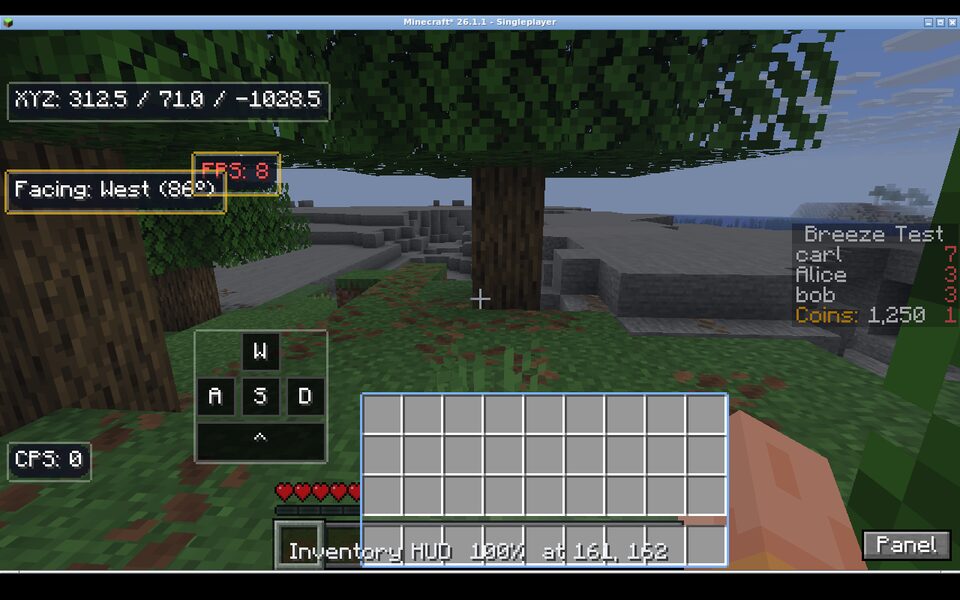 Minecraft* 26.1.1 - Singleplayer
XYZ: 312.5 / 71.0 / -1028.5
FPS: 8
Facing: West (86°)
Breeze Test
carl 7
Alice 3
bob 3
Coins: 1,250 1
W
A S D
^
CPS: 0
Inventory HUD 100% at 161, 162
Panel